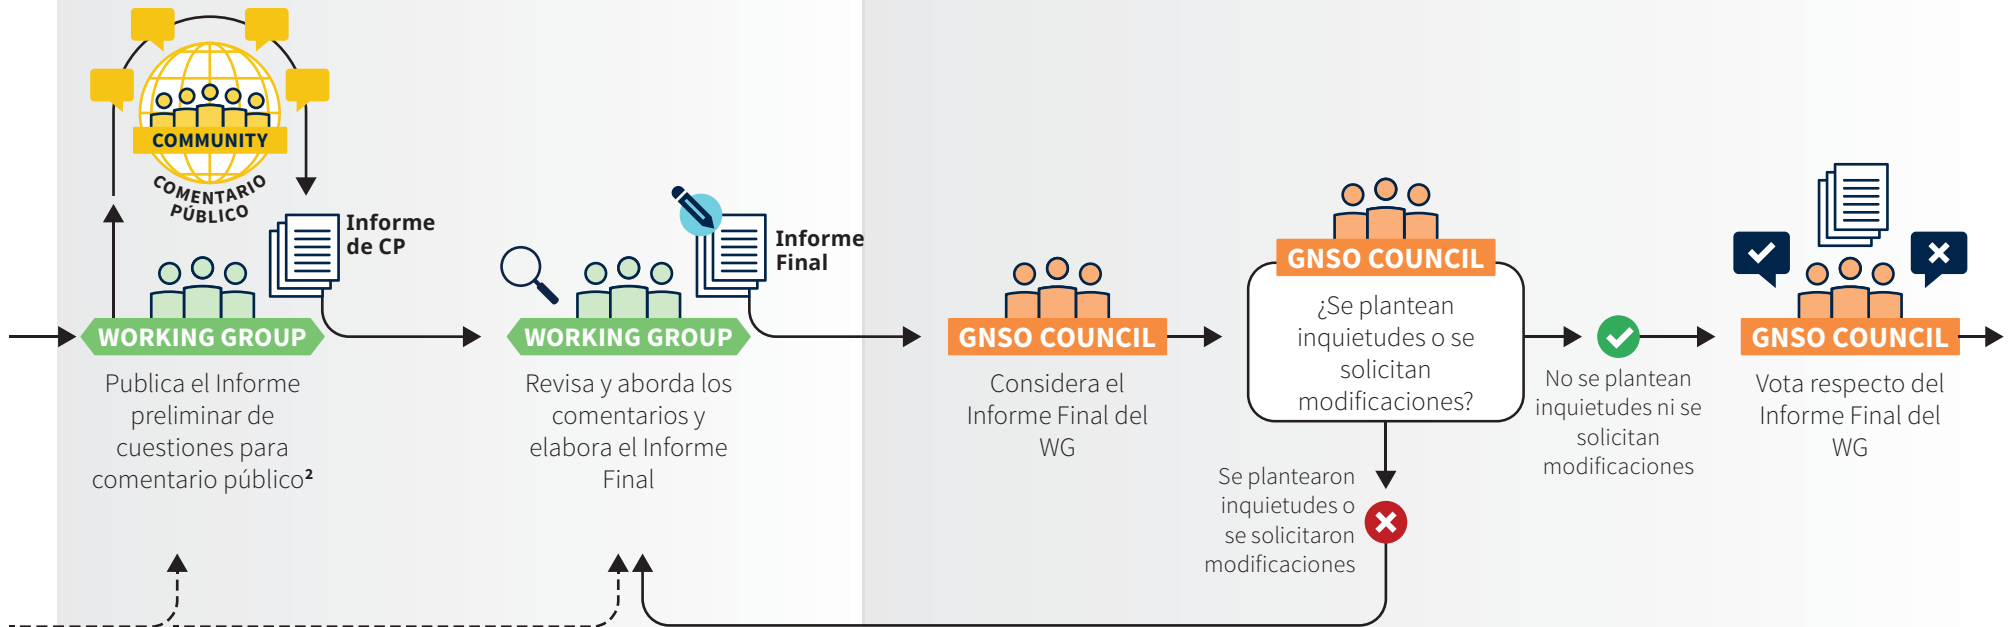 COMMUNITY
COMENTARIO
PÚBLICO
Informe
de CP
WORKING GROUP
Publica el Informe
preliminar de
cuestiones para
comentario público²
Informe
Final
WORKING GROUP
Revisa y aborda los
comentarios y
elabora el Informe
Final
GNSO COUNCIL
Considera el
Informe Final del
WG
GNSO COUNCIL
¿Se plantean
inquietudes o se
solicitan
modificaciones?
Se plantearon
inquietudes o
se solicitaron
modificaciones
No se plantean
inquietudes ni se
solicitan
modificaciones
GNSO COUNCIL
Vota respecto del
Informe Final del
WG